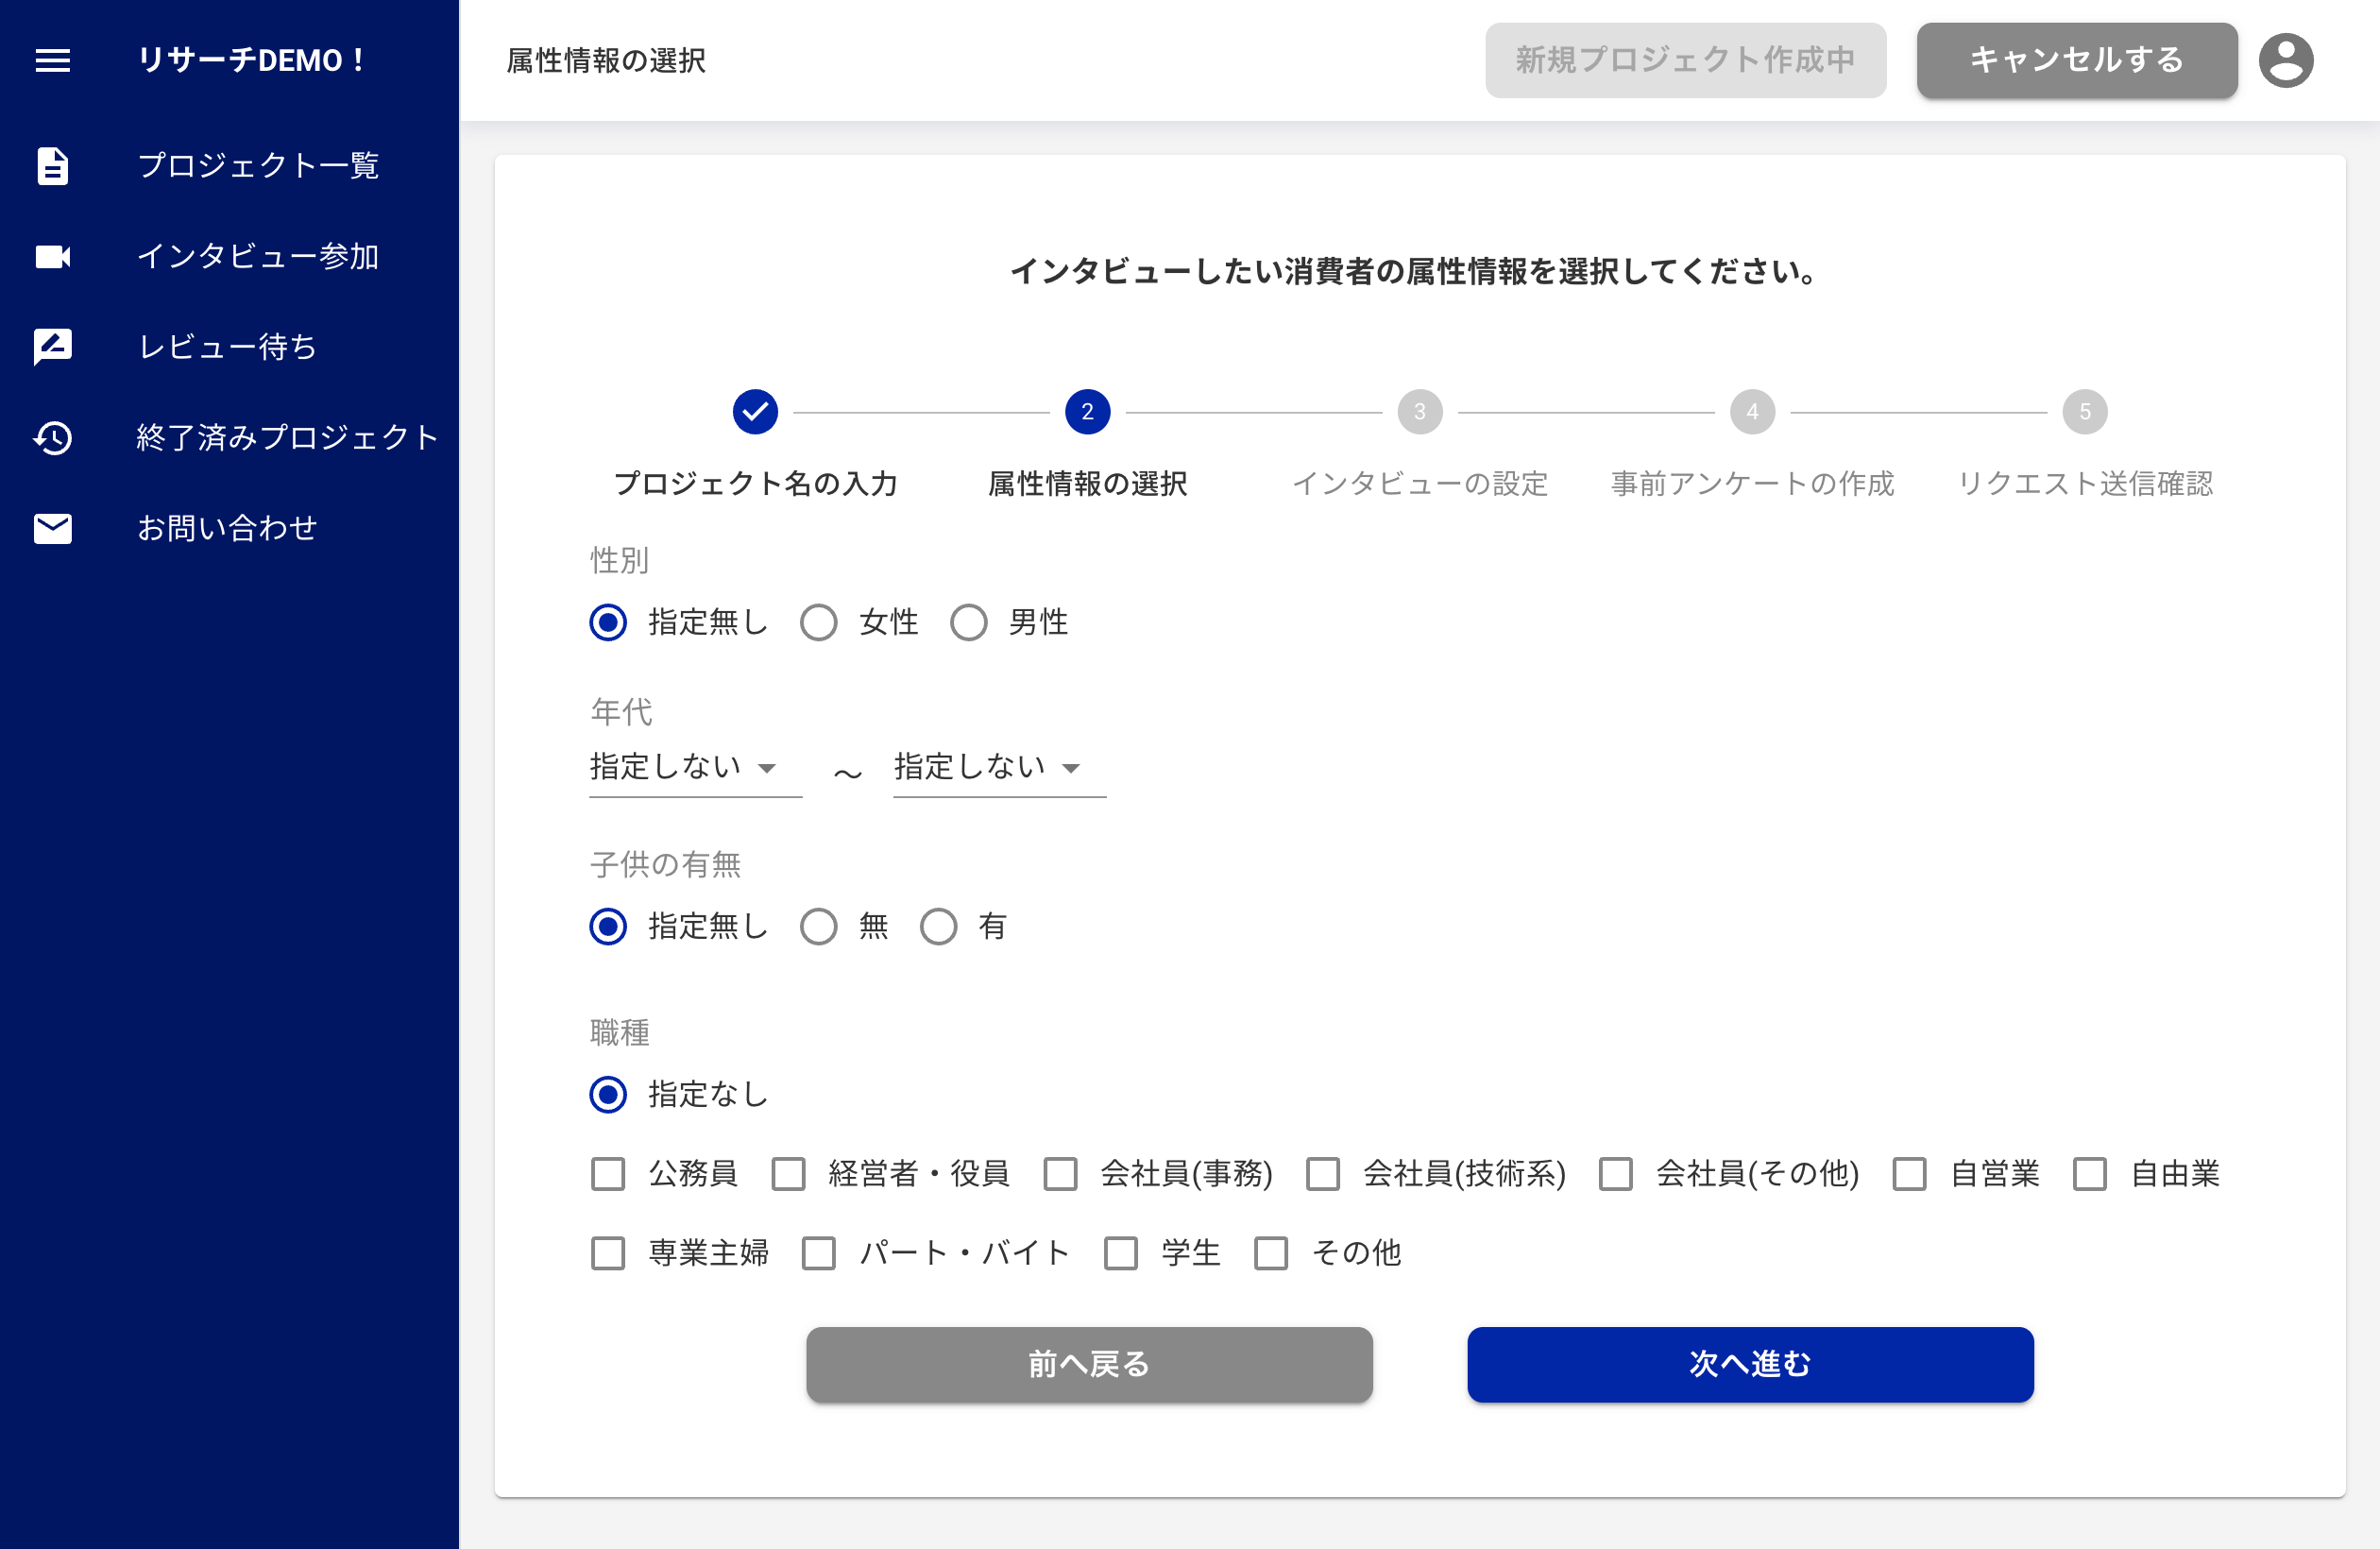 リサーチDEMO！
プロジェクト一覧
インタビュー参加
レビュー待ち
終了済みプロジェクト
お問い合わせ
属性情報の選択
新規プロジェクト作成中
キャンセルする
インタビューしたい消費者の属性情報を選択してください。
2 3 4 5
プロジェクト名の入力 属性情報の選択 インタビューの設定 事前アンケートの作成 リクエスト送信確認
性別
指定無し 女性 男性
年代
指定しない ～ 指定しない
子供の有無
指定無し 無 有
職種
指定なし
公務員 経営者・役員 会社員(事務) 会社員(技術系) 会社員(その他) 自営業 自由業
専業主婦 パート・バイト 学生 その他
前へ戻る 次へ進む